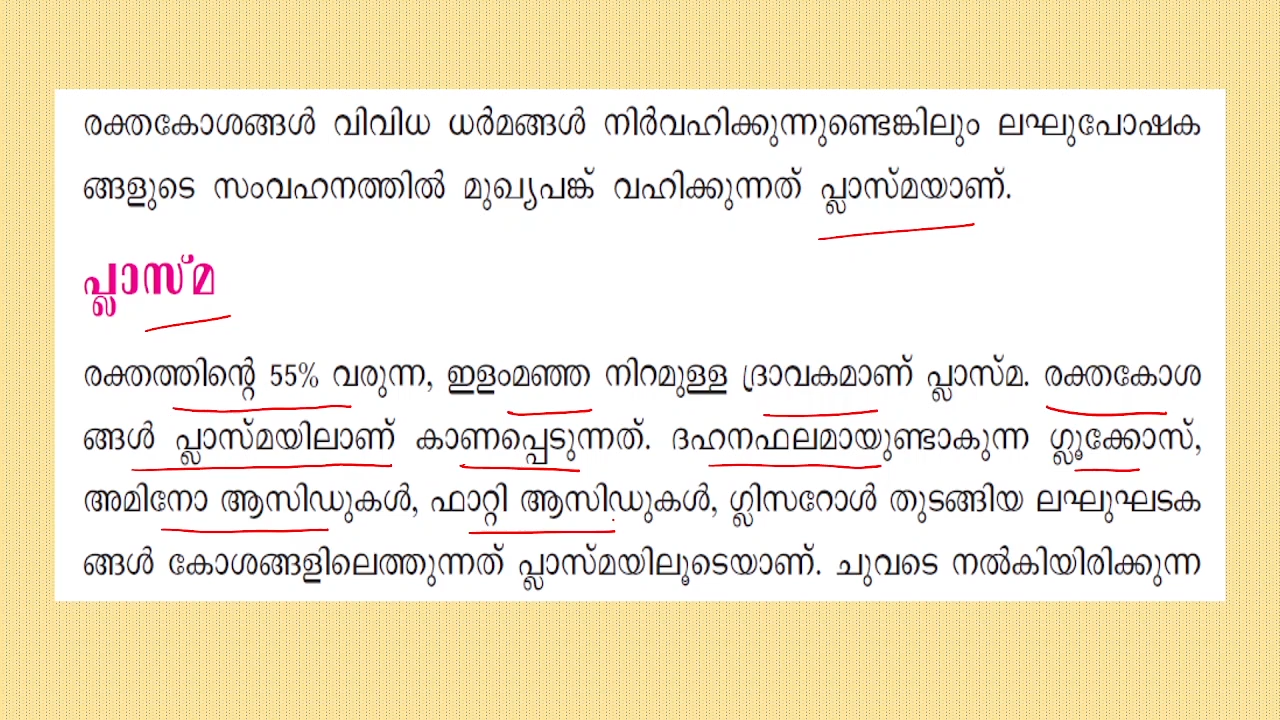 രക്തകോശങ്ങൾ വിവിധ ധർമങ്ങൾ നിർവഹിക്കുന്നുണ്ടെങ്കിലും ലഘുപോഷക
ങ്ങളുടെ സംവഹനത്തിൽ മുഖ്യപങ്ക് വഹിക്കുന്നത് പ്ലാസ്മയാണ്.
പ്ലാസ്മ
രക്തത്തിന്റെ 55% വരുന്ന, ഇളംമഞ്ഞ നിറമുള്ള ദ്രാവകമാണ് പ്ലാസ്മ. രക്തകോശ
ങ്ങൾ പ്ലാസ്മയിലാണ് കാണപ്പെടുന്നത്. ദഹനഫലമായുണ്ടാകുന്ന ഗ്ലൂക്കോസ്,
അമിനോ ആസിഡുകൾ, ഫാറ്റി ആസിഡുകൾ, ഗ്ലിസറോൾ തുടങ്ങിയ ലഘുഘടക
ങ്ങൾ കോശങ്ങളിലെത്തുന്നത് പ്ലാസ്മയിലൂടെയാണ്. ചുവടെ നൽകിയിരിക്കുന്ന